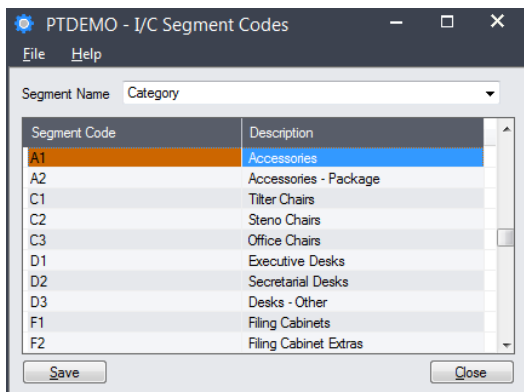 PTDEMO - I/C Segment Codes
File Help
Segment Name Category
Segment Code Description
A1 Accessories
A2 Accessories - Package
C1 Tilter Chairs
C2 Steno Chairs
C3 Office Chairs
D1 Executive Desks
D2 Secretarial Desks
D3 Desks - Other
F1 Filing Cabinets
F2 Filing Cabinet Extras
Save Close